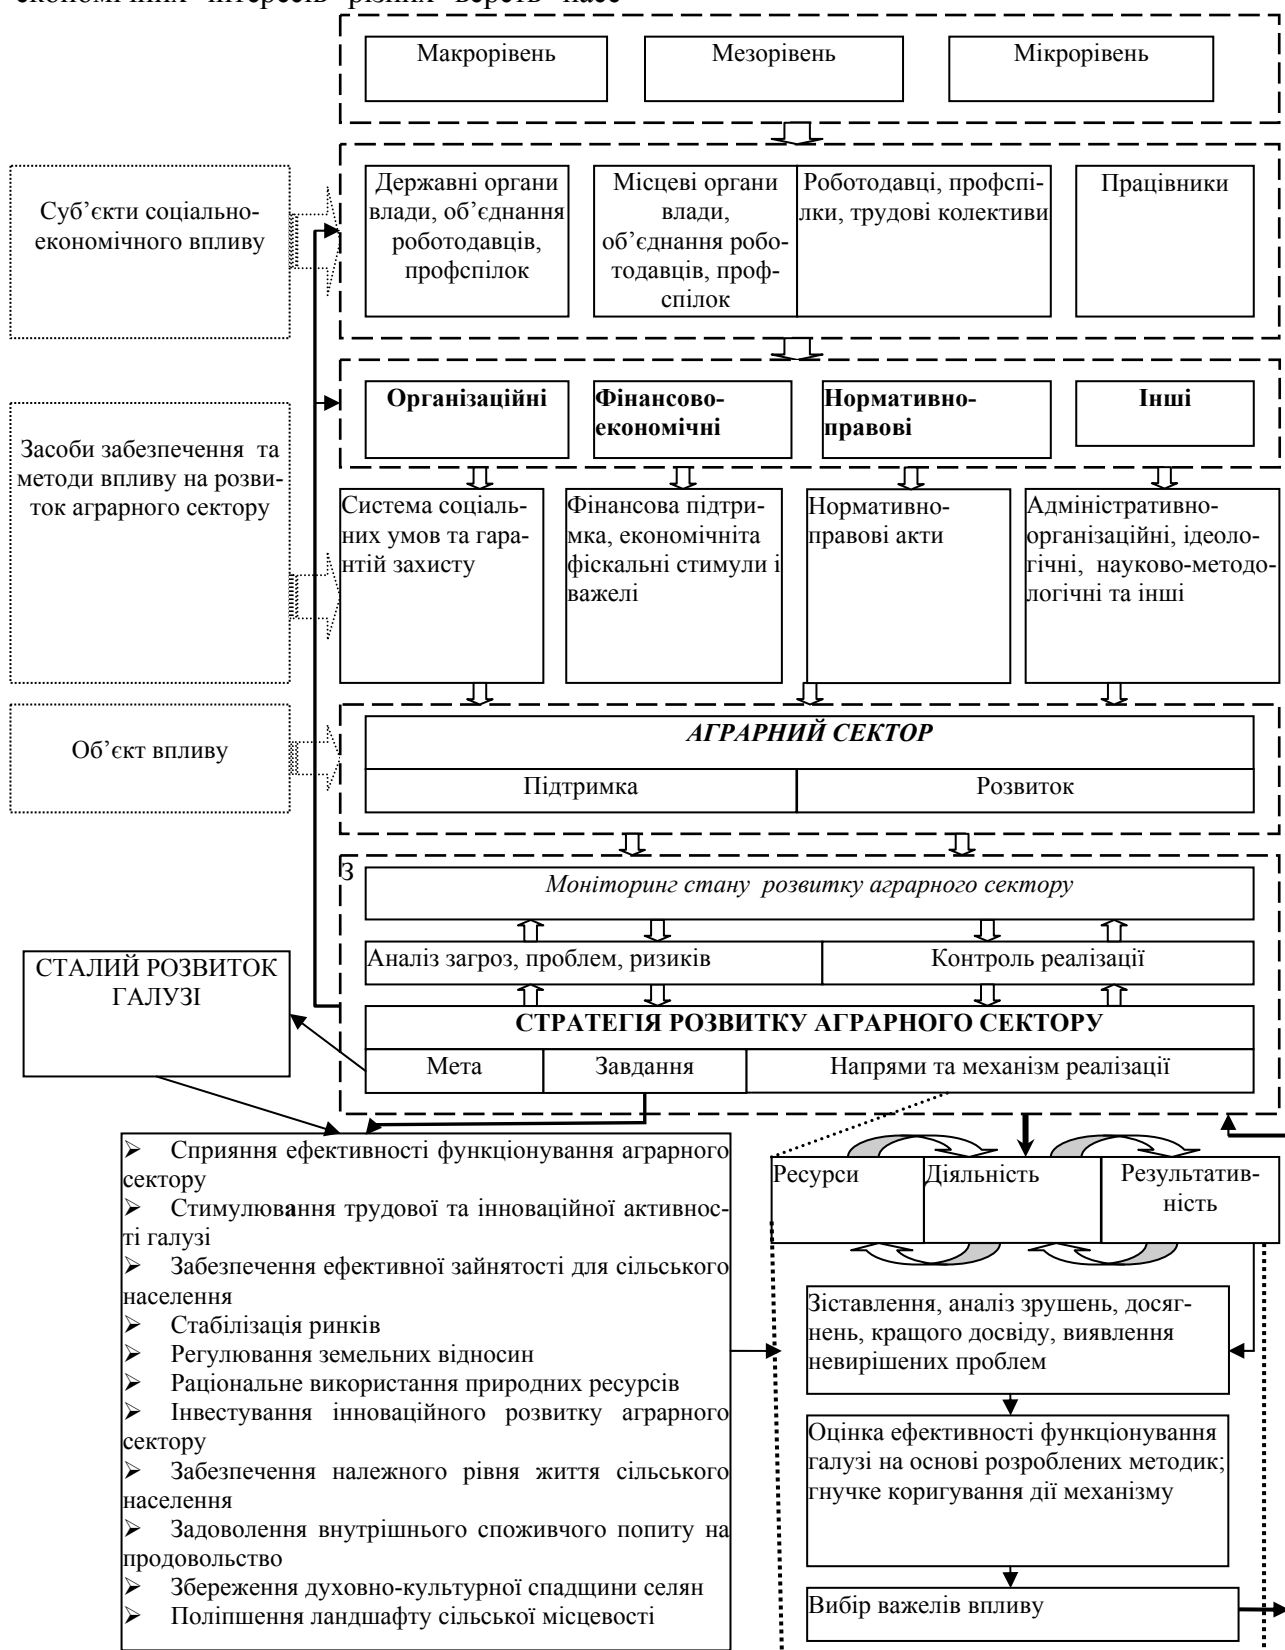 економічних інтересів різних верств насе-
Макрорівень
Мезорівень
Мікрорівень
Суб’єкти соціально-
економічного впливу
Державні органи
влади, об’єднання
роботодавців,
профспілок
Місцеві органи
влади,
об’єднання робо-
тодавців, проф-
спілок
Роботодавці, профспі-
лки, трудові колективи
Працівники
Засоби забезпечення та
методи впливу на розви-
ток аграрного сектору
Організаційні
Фінансово-
економічні
Нормативно-
правові
Інші
Система соціаль-
них умов та гара-
нтій захисту
Фінансова підтри-
мка, економічніта
фіскальні стимули і
важелі
Нормативно-
правові акти
Адміністративно-
організаційні, ідеоло-
гічні, науково-методо-
логічні та інші
Об’єкт впливу
АГРАРНИЙ СЕКТОР
Підтримка
Розвиток
З
Моніторинг стану розвитку аграрного сектору
Аналіз загроз, проблем, ризиків
Контроль реалізації
СТРАТЕГІЯ РОЗВИТКУ АГРАРНОГО СЕКТОРУ
Мета
Завдання
Напрями та механізм реалізації
СТАЛИЙ РОЗВИТОК
ГАЛУЗІ
➢ Сприяння ефективності функціонування аграрного
сектору
➢ Стимулювання трудової та інноваційної активнос-
ті галузі
➢ Забезпечення ефективної зайнятості для сільського
населення
➢ Стабілізація ринків
➢ Регулювання земельних відносин
➢ Раціональне використання природних ресурсів
➢ Інвестування інноваційного розвитку аграрного
сектору
➢ Забезпечення належного рівня життя сільського
населення
➢ Задоволення внутрішнього споживчого попиту на
продовольство
➢ Збереження духовно-культурної спадщини селян
➢ Поліпшення ландшафту сільської місцевості
Ресурси
Діяльність
Результатив-
ність
Зіставлення, аналіз зрушень, досяг-
нень, кращого досвіду, виявлення
невирішених проблем
Оцінка ефективності функціонування
галузі на основі розроблених методик;
гнучке коригування дії механізму
Вибір важелів впливу